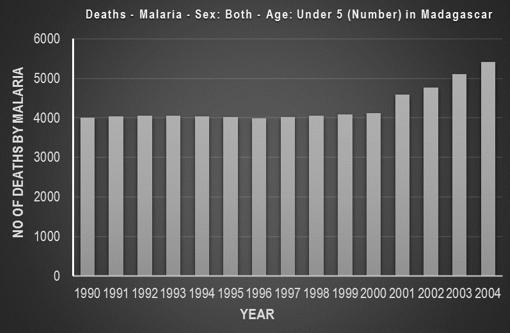 Deaths - Malaria - Sex: Both - Age: Under 5 (Number) in Madagascar
6000
5000
4000
3000
2000
1000
0
NO OF DEATHS BY MALARIA
1990 1991 1992 1993 1994 1995 1996 1997 1998 1999 2000 2001 2002 2003 2004
YEAR